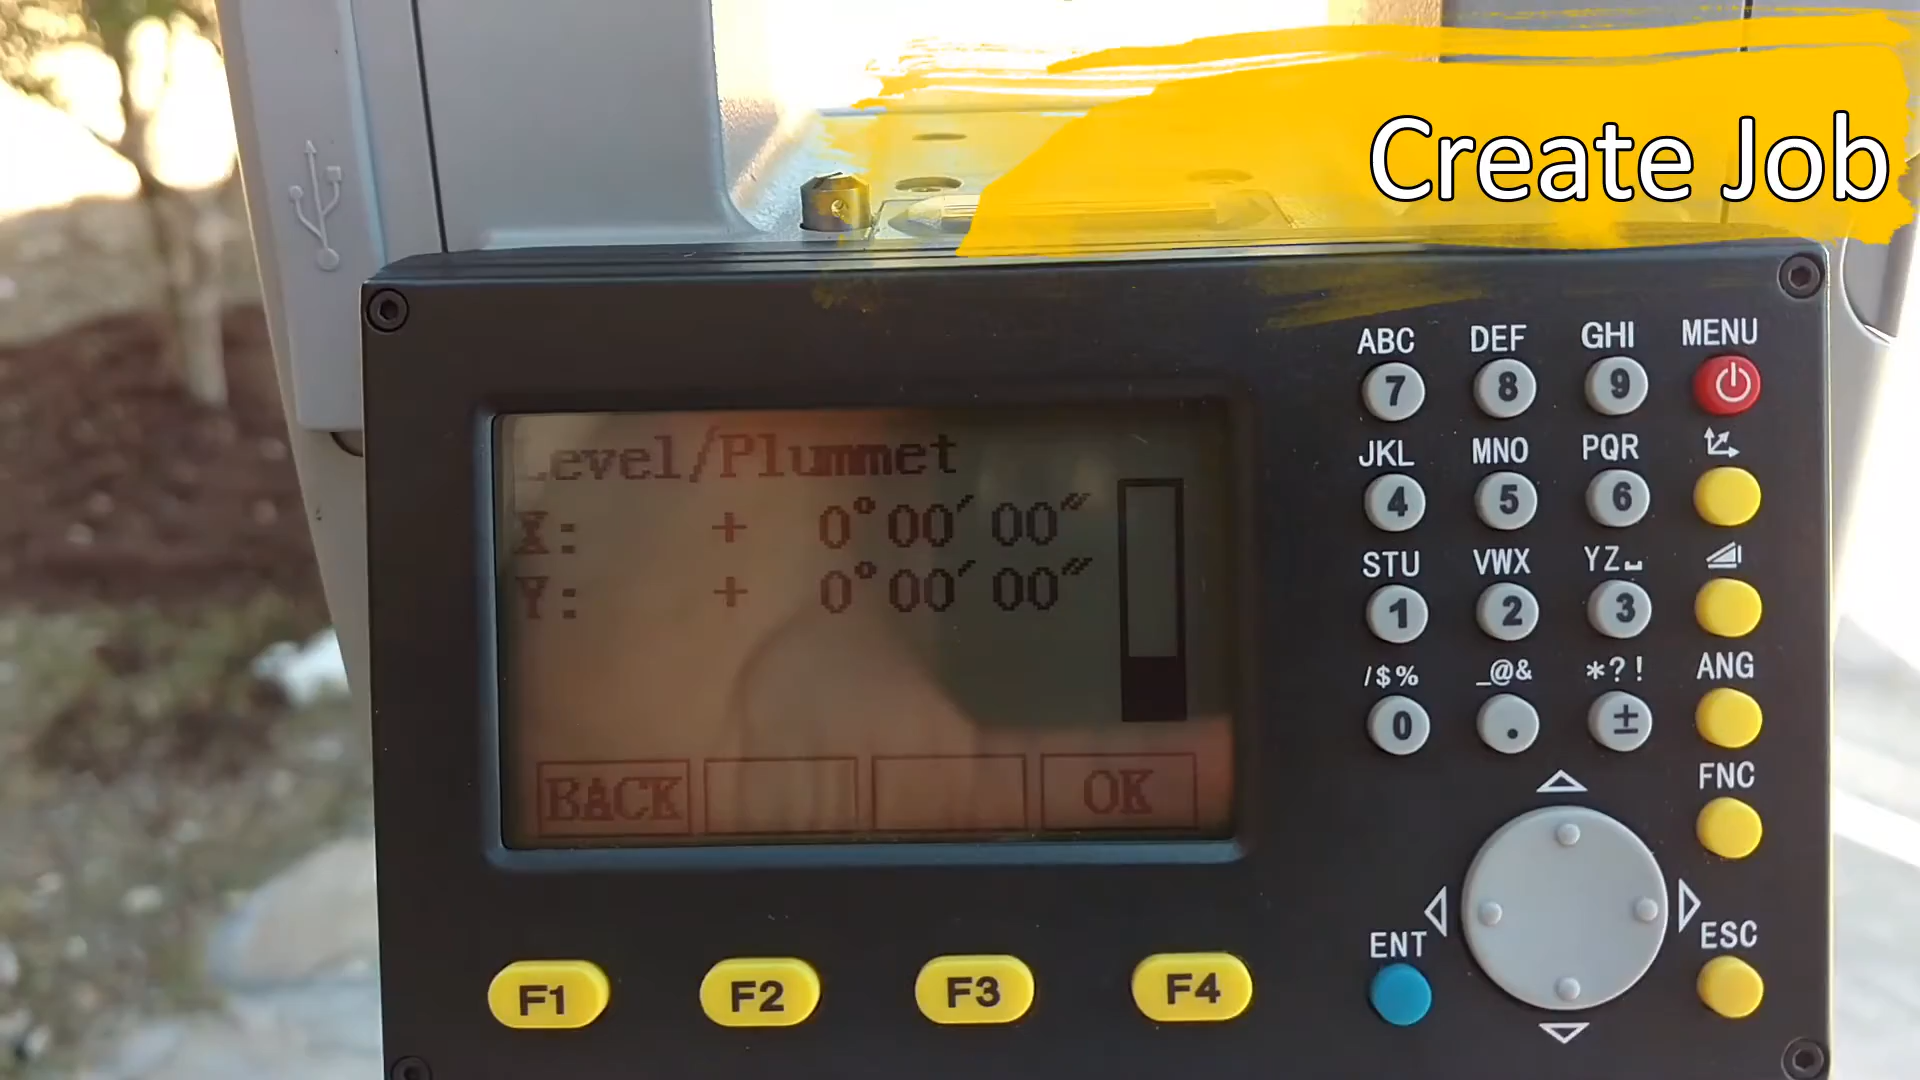 Create Job
Level/Plummet
X: + 0°00′00″
Y: + 0°00′00″
BACK OK
ABC DEF GHI MENU
7 8 9
JKL MNO PQR
4 5 6
STU VWX YZ␣
1 2 3
/$% _@& *?! ANG
0 . ±
FNC
ENT ESC
F1 F2 F3 F4